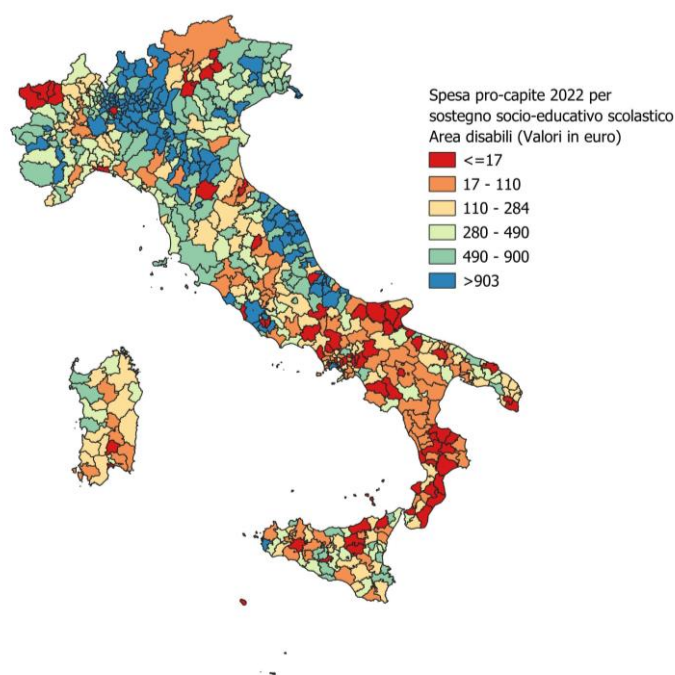 Spesa pro-capite 2022 per
sostegno socio-educativo scolastico
Area disabili (Valori in euro)
<=17
17 - 110
110 - 284
280 - 490
490 - 900
>903